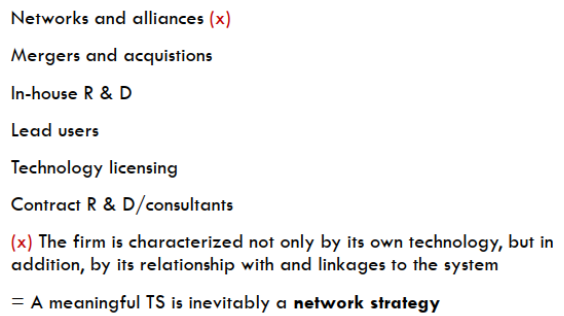 Networks and alliances (x)
Mergers and acquistions
In-house R & D
Lead users
Technology licensing
Contract R & D/consultants
(x) The firm is characterized not only by its own technology, but in
addition, by its relationship with and linkages to the system
= A meaningful TS is inevitably a network strategy